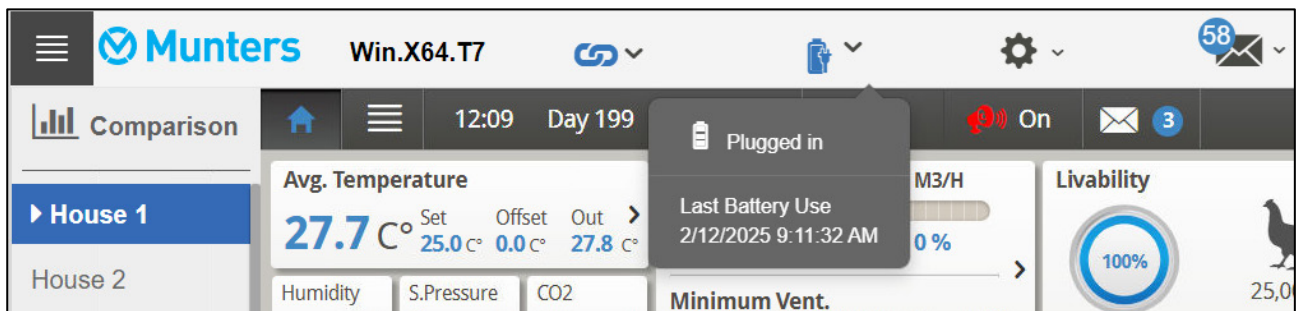 Munters
Win.X64.T7
58
Comparison
12:09 Day 199
On
3
Plugged in
Last Battery Use
2/12/2025 9:11:32 AM
House 1
House 2
Avg. Temperature
27.7 C° Set 25.0 C° Offset 0.0 C° Out 27.8 C°
M3/H
0 %
Livability
100%
25,00
Humidity
S.Pressure
CO2
Minimum Vent.